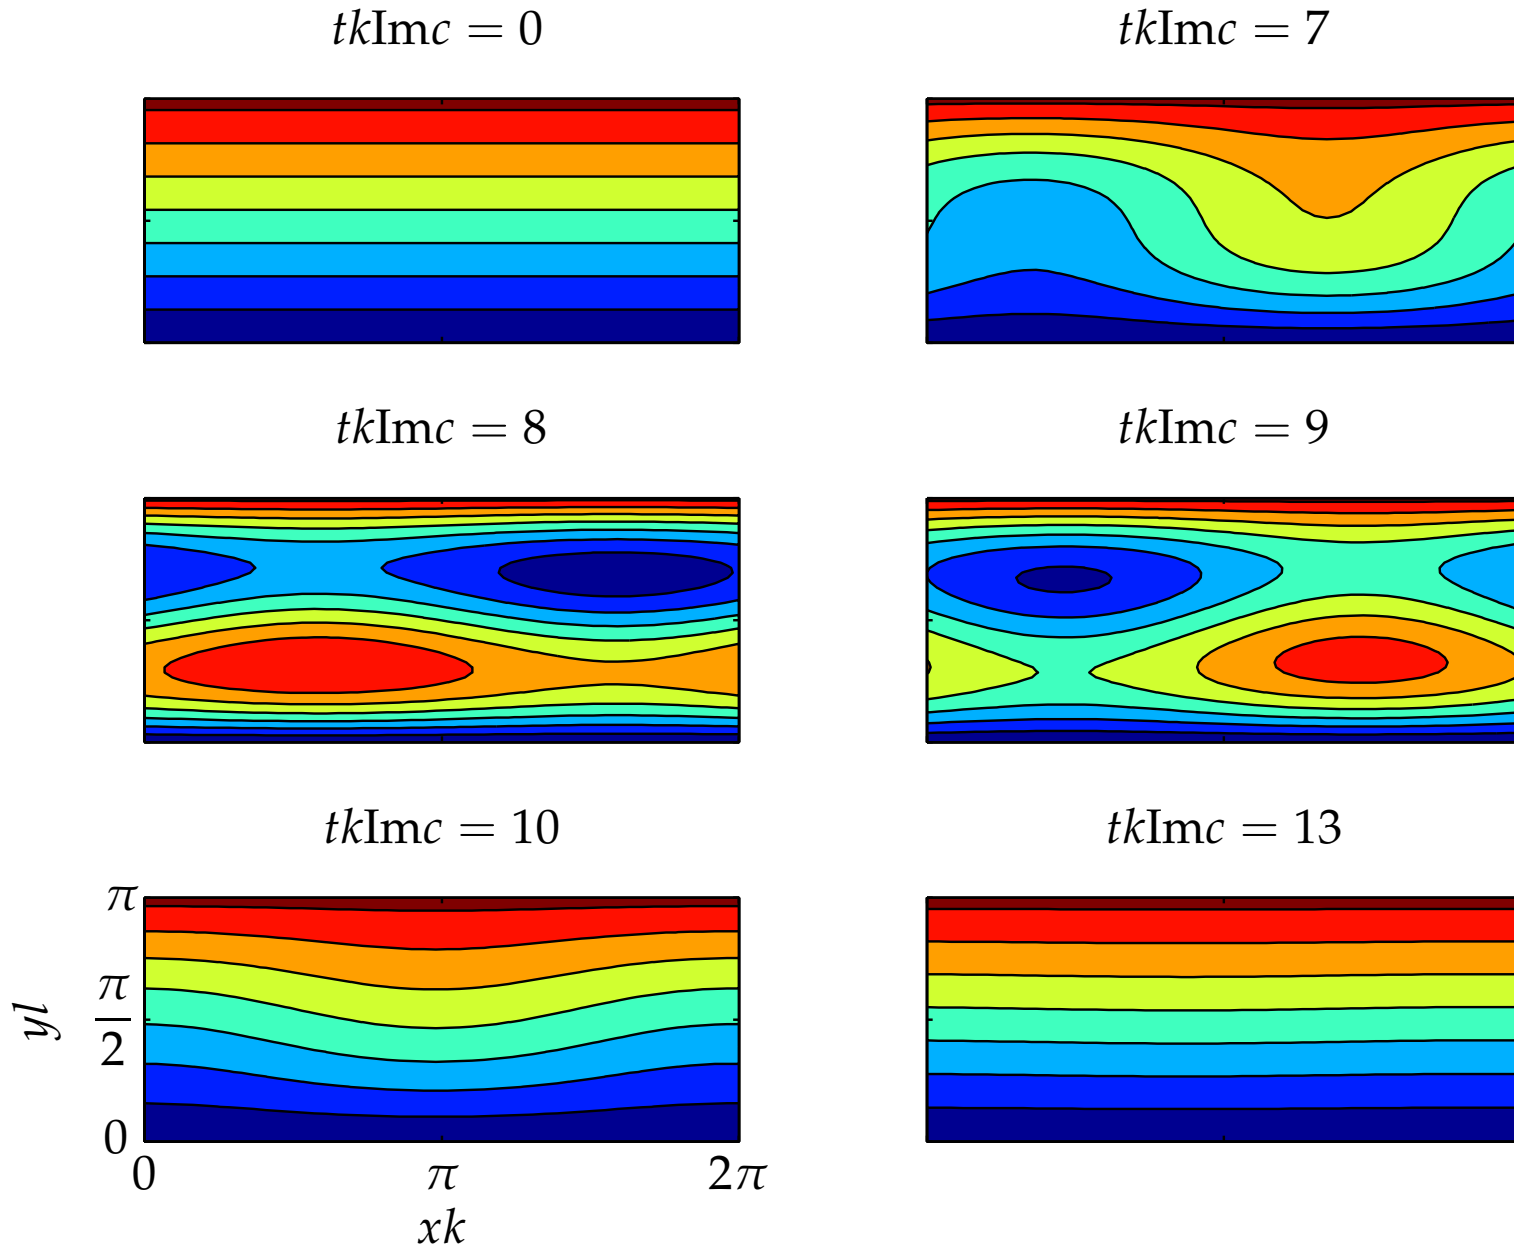 tkImc = 0
tkImc = 7
tkImc = 8
tkImc = 9
tkImc = 10
tkImc = 13
π
π
2
0
yl
0
π
2π
xk